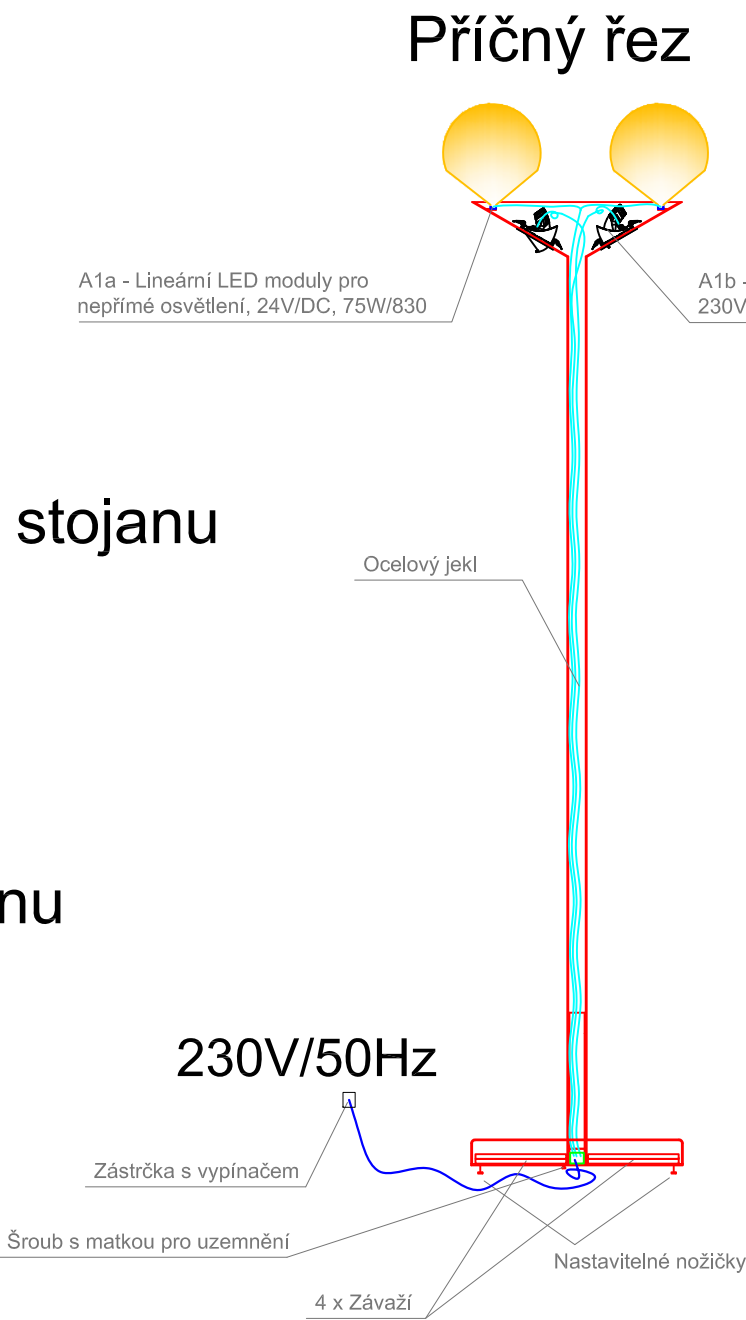 Příčný řez
A1a - Lineární LED moduly pro
nepřímé osvětlení, 24V/DC, 75W/830
A1b -
230V
stojanu
Ocelový jekl
nu
230V/50Hz
Zástrčka s vypínačem
Šroub s matkou pro uzemnění
Nastavitelné nožičky
4 x Závaží